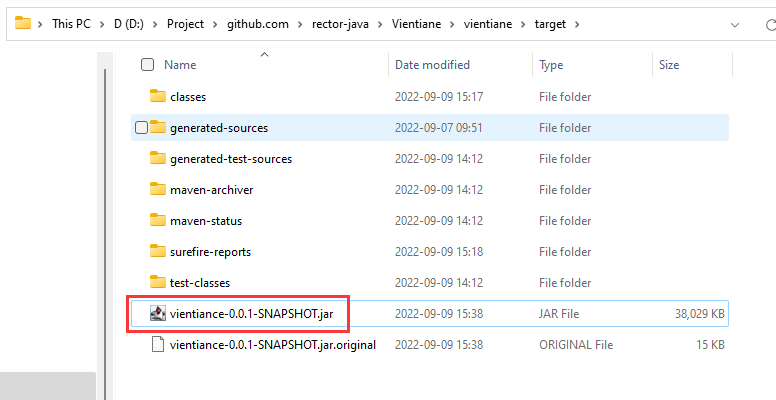 This PC > D (D:) > Project > github.com > rector-java > Vientiane > vientiane > target >
Name Date modified Type Size
classes 2022-09-09 15:17 File folder
generated-sources 2022-09-07 09:51 File folder
generated-test-sources 2022-09-09 14:12 File folder
maven-archiver 2022-09-09 14:12 File folder
maven-status 2022-09-09 14:12 File folder
surefire-reports 2022-09-09 15:18 File folder
test-classes 2022-09-09 14:12 File folder
vientiance-0.0.1-SNAPSHOT.jar 2022-09-09 15:38 JAR File 38,029 KB
vientiance-0.0.1-SNAPSHOT.jar.original 2022-09-09 15:38 ORIGINAL File 15 KB